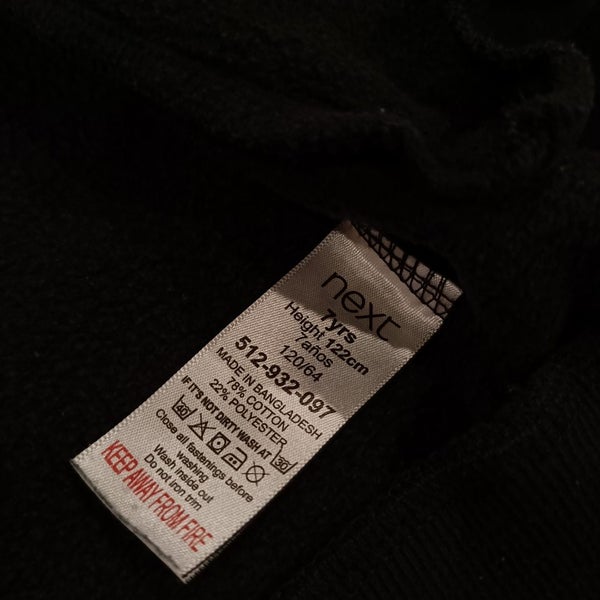 next
7yrs
Height 122cm
7años
120/64
512-932-097
MADE IN BANGLADESH
78% COTTON
22% POLYESTER
IF IT'S NOT DIRTY WASH AT 30
40
Close all fastenings before
washing
Wash inside out
Do not iron trim
KEEP AWAY FROM FIRE